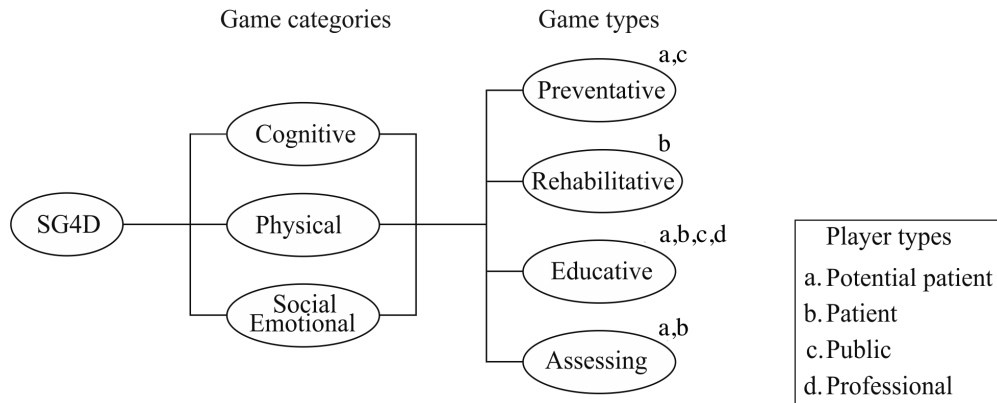 Game categories
Game types
a,c
Preventative
Cognitive
b
Rehabilitative
SG4D
Physical
a,b,c,d
Educative
Social
Emotional
a,b
Assessing
Player types
a. Potential patient
b. Patient
c. Public
d. Professional